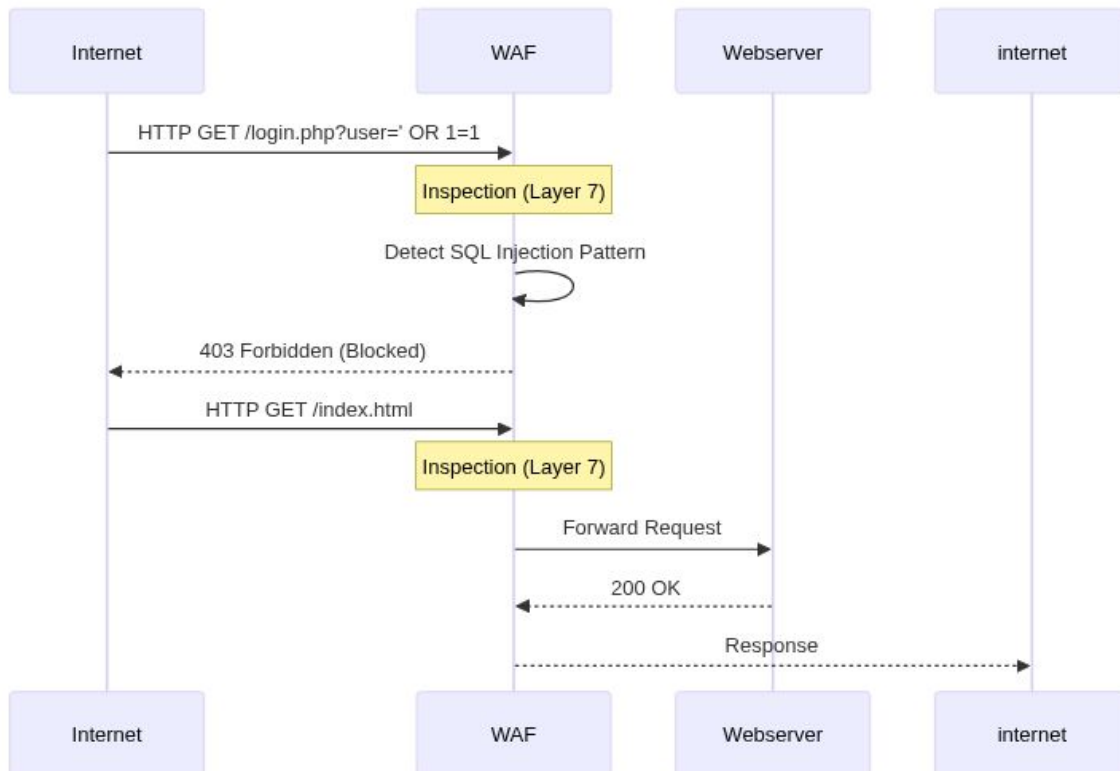 Internet
WAF
Webserver
internet
HTTP GET /login.php?user=' OR 1=1
Inspection (Layer 7)
Detect SQL Injection Pattern
403 Forbidden (Blocked)
HTTP GET /index.html
Inspection (Layer 7)
Forward Request
200 OK
Response
Internet
WAF
Webserver
internet